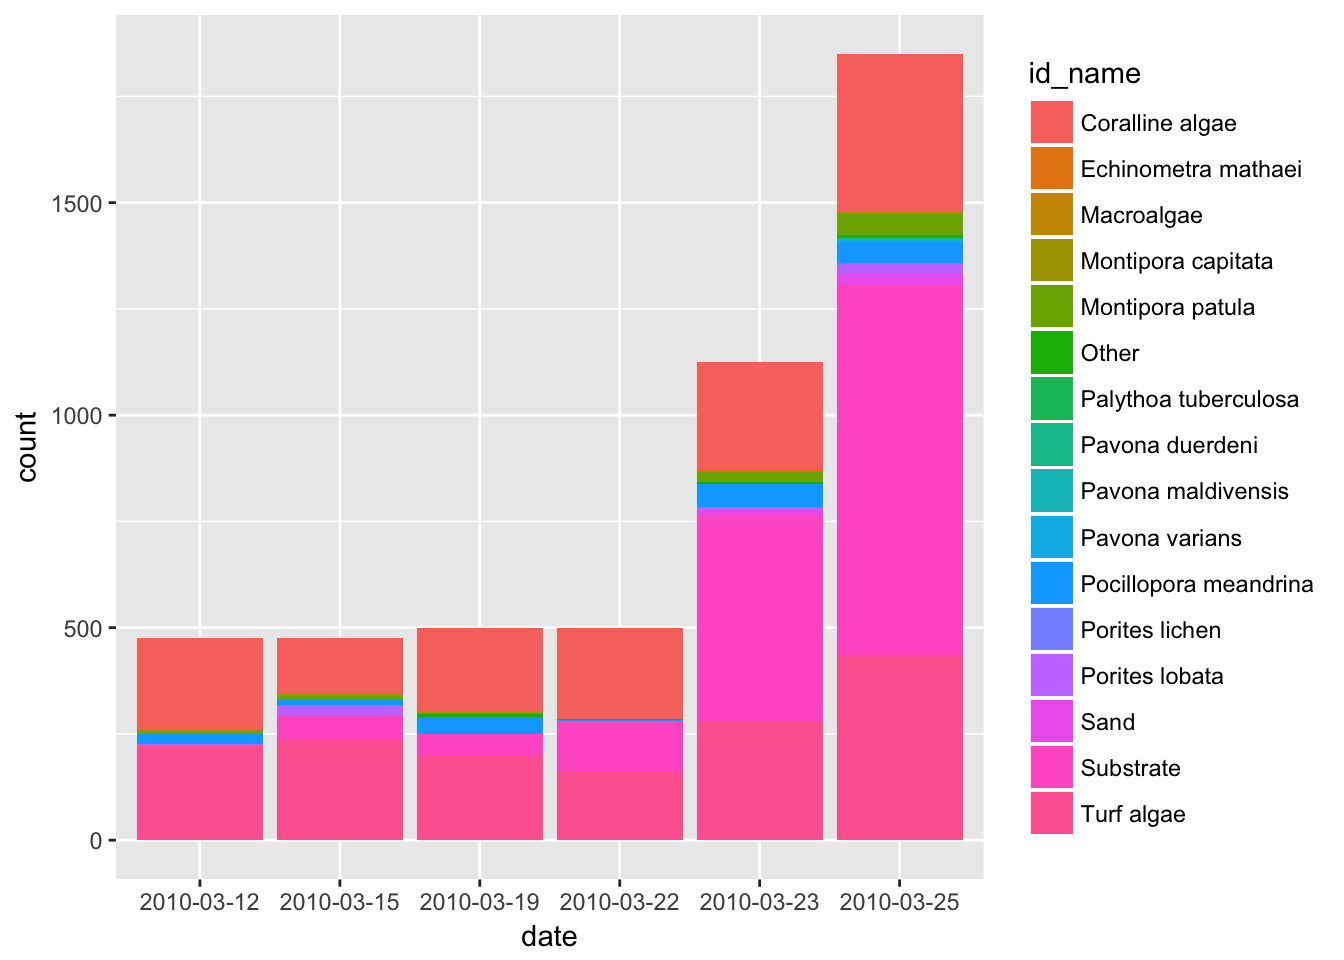 count
1500
1000
500
0
2010-03-12 2010-03-15 2010-03-19 2010-03-22 2010-03-23 2010-03-25
date
id_name
Coralline algae
Echinometra mathaei
Macroalgae
Montipora capitata
Montipora patula
Other
Palythoa tuberculosa
Pavona duerdeni
Pavona maldivensis
Pavona varians
Pocillopora meandrina
Porites lichen
Porites lobata
Sand
Substrate
Turf algae